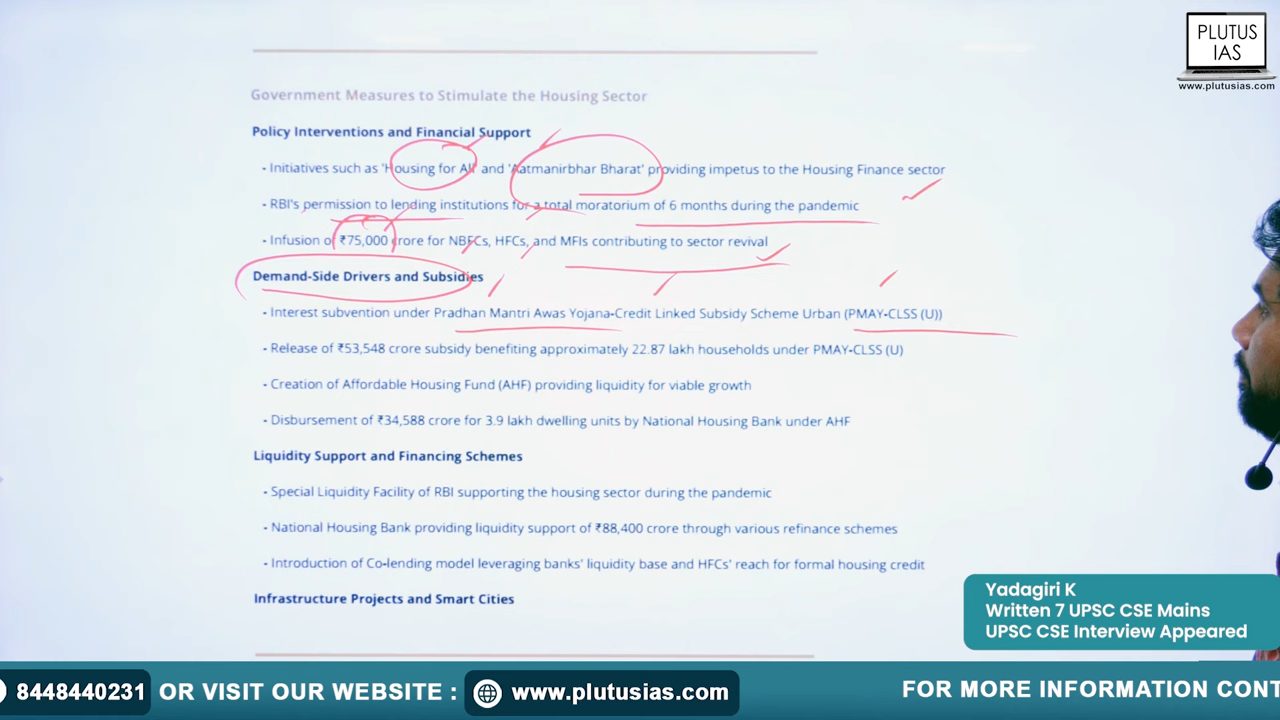 PLUTUS
IAS
www.plutusias.com
Government Measures to Stimulate the Housing Sector
Policy Interventions and Financial Support
- Initiatives such as 'Housing for All' and 'Aatmanirbhar Bharat' providing impetus to the Housing Finance sector
- RBI's permission to lending institutions for a total moratorium of 6 months during the pandemic
- Infusion of ₹75,000 crore for NBFCs, HFCs, and MFIs contributing to sector revival
Demand-Side Drivers and Subsidies
- Interest subvention under Pradhan Mantri Awas Yojana-Credit Linked Subsidy Scheme Urban (PMAY-CLSS (U))
- Release of ₹53,548 crore subsidy benefiting approximately 22.87 lakh households under PMAY-CLSS (U)
- Creation of Affordable Housing Fund (AHF) providing liquidity for viable growth
- Disbursement of ₹34,588 crore for 3.9 lakh dwelling units by National Housing Bank under AHF
Liquidity Support and Financing Schemes
- Special Liquidity Facility of RBI supporting the housing sector during the pandemic
- National Housing Bank providing liquidity support of ₹88,400 crore through various refinance schemes
- Introduction of Co-lending model leveraging banks' liquidity base and HFCs' reach for formal housing credit
Infrastructure Projects and Smart Cities
Yadagiri K
Written 7 UPSC CSE Mains
UPSC CSE Interview Appeared
8448440231 OR VISIT OUR WEBSITE : www.plutusias.com FOR MORE INFORMATION CONT